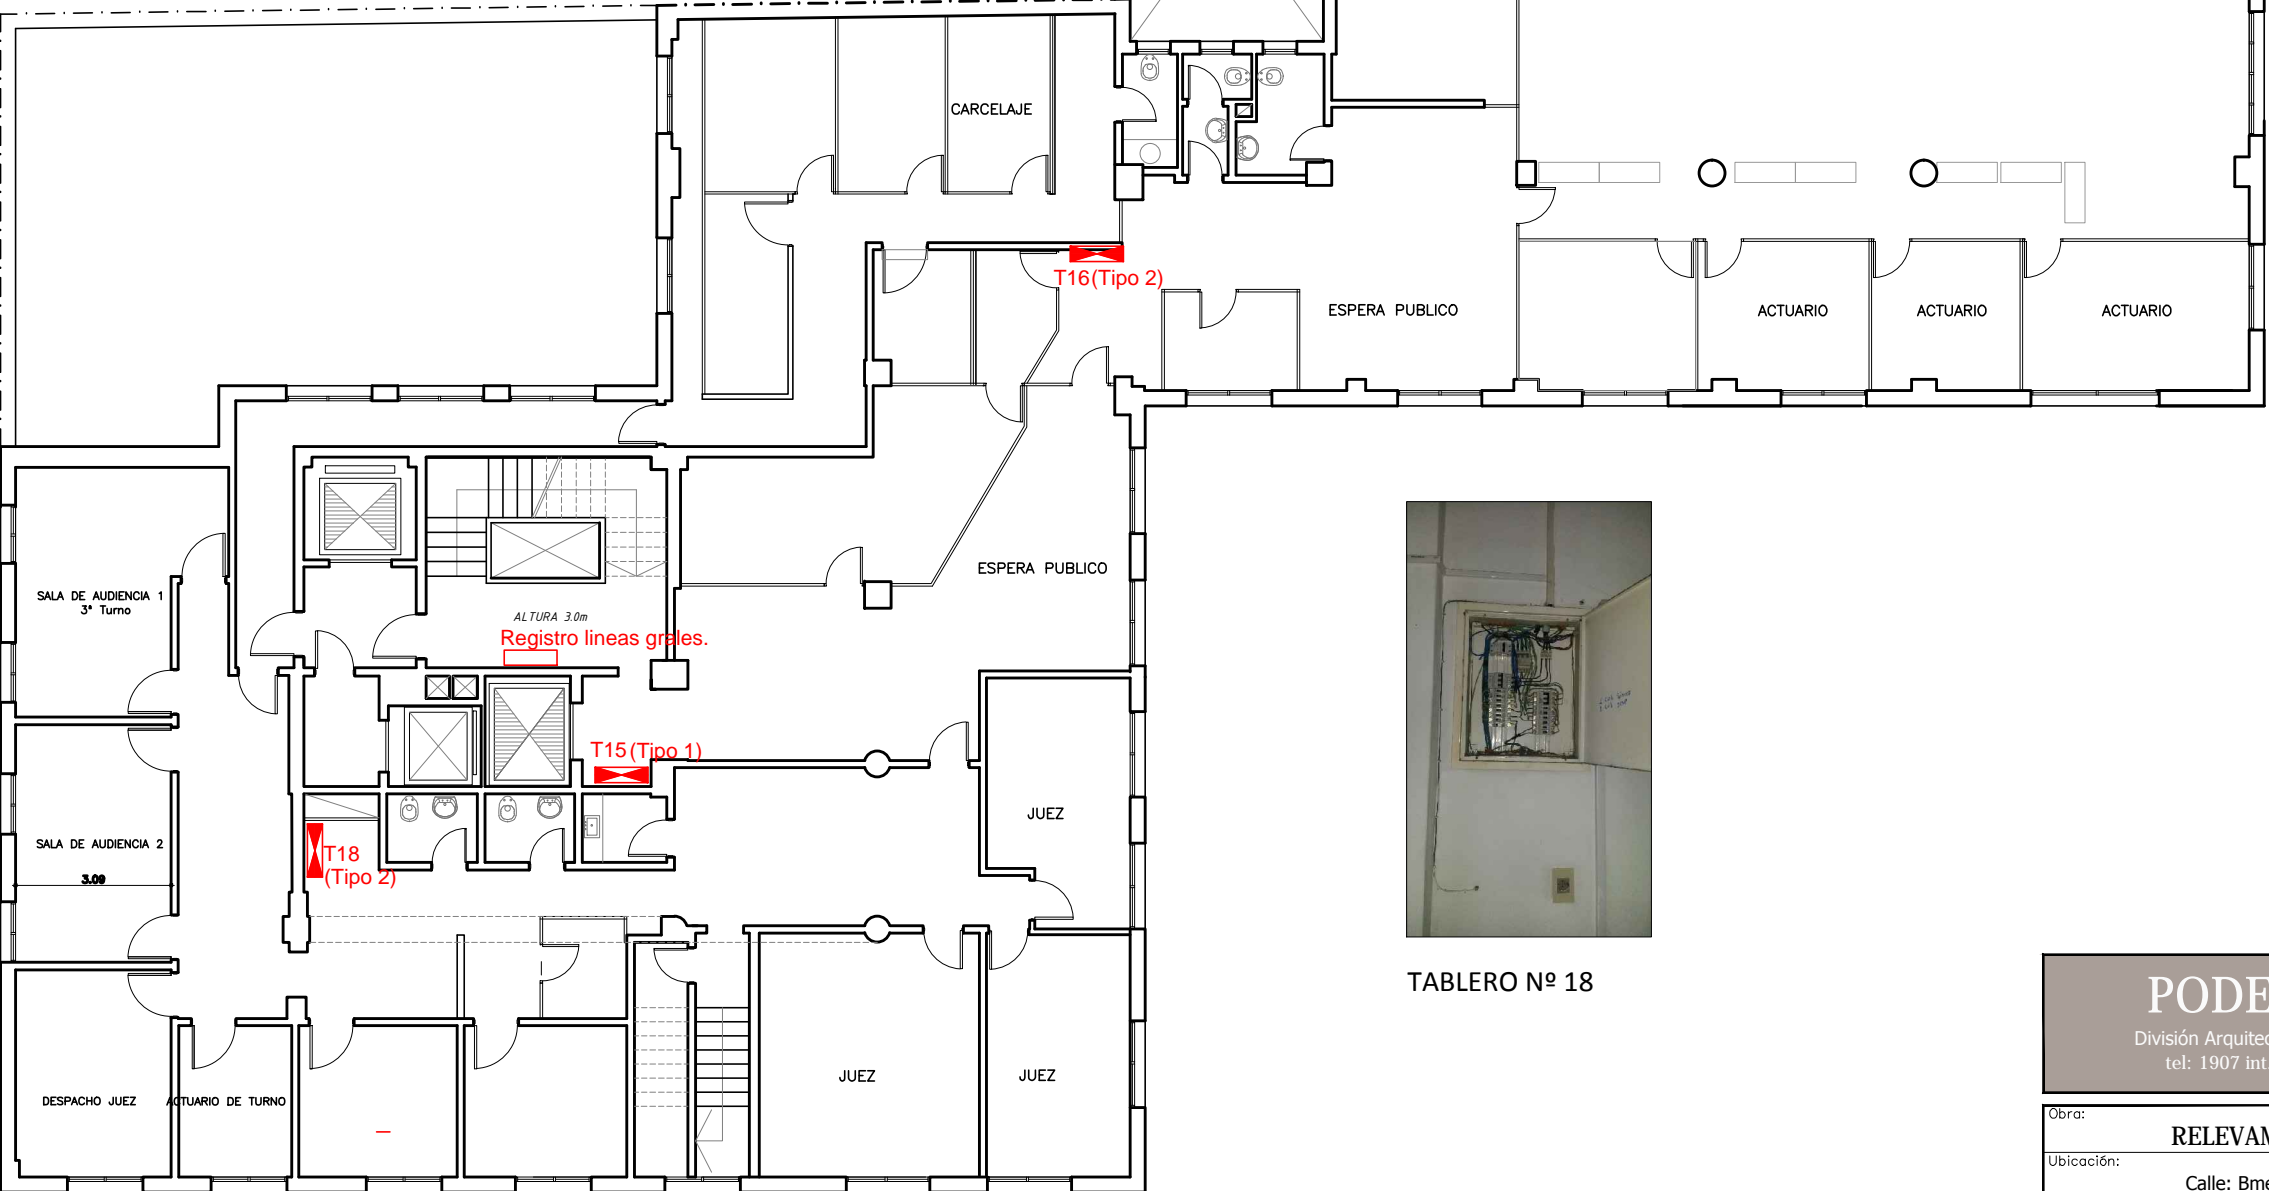 CARCELAJE
T16(Tipo 2)
ESPERA PUBLICO
ACTUARIO
ACTUARIO
ACTUARIO
ESPERA PUBLICO
SALA DE AUDIENCIA 1
3ª Turno
ALTURA 3.0m
Registro lineas grales.
T15(Tipo 1)
JUEZ
SALA DE AUDIENCIA 2
3.09
T18
(Tipo 2)
TABLERO Nº 18
JUEZ
JUEZ
DESPACHO JUEZ
ACTUARIO DE TURNO
PODE
División Arquitec
tel: 1907 int.
Obra:
RELEVAM
Ubicación:
Calle: Bme